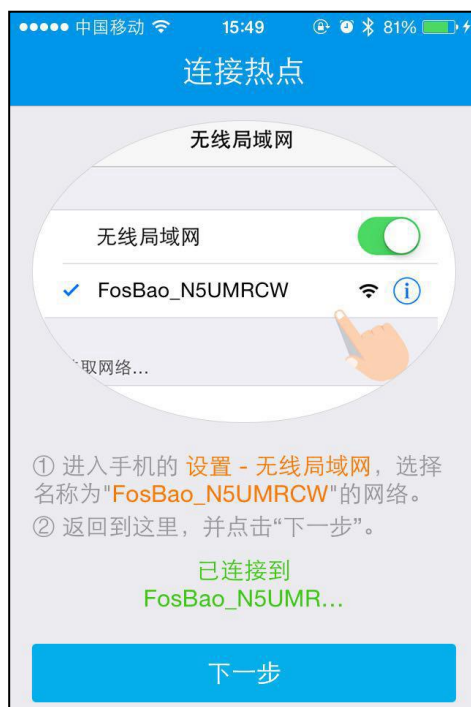 中国移动 15:49 81%
连接热点
无线局域网
无线局域网
FosBao_N5UMRCW
取网络...
① 进入手机的 设置 - 无线局域网，选择
名称为"FosBao_N5UMRCW"的网络。
② 返回到这里，并点击“下一步”。
已连接到
FosBao_N5UMR...
下一步